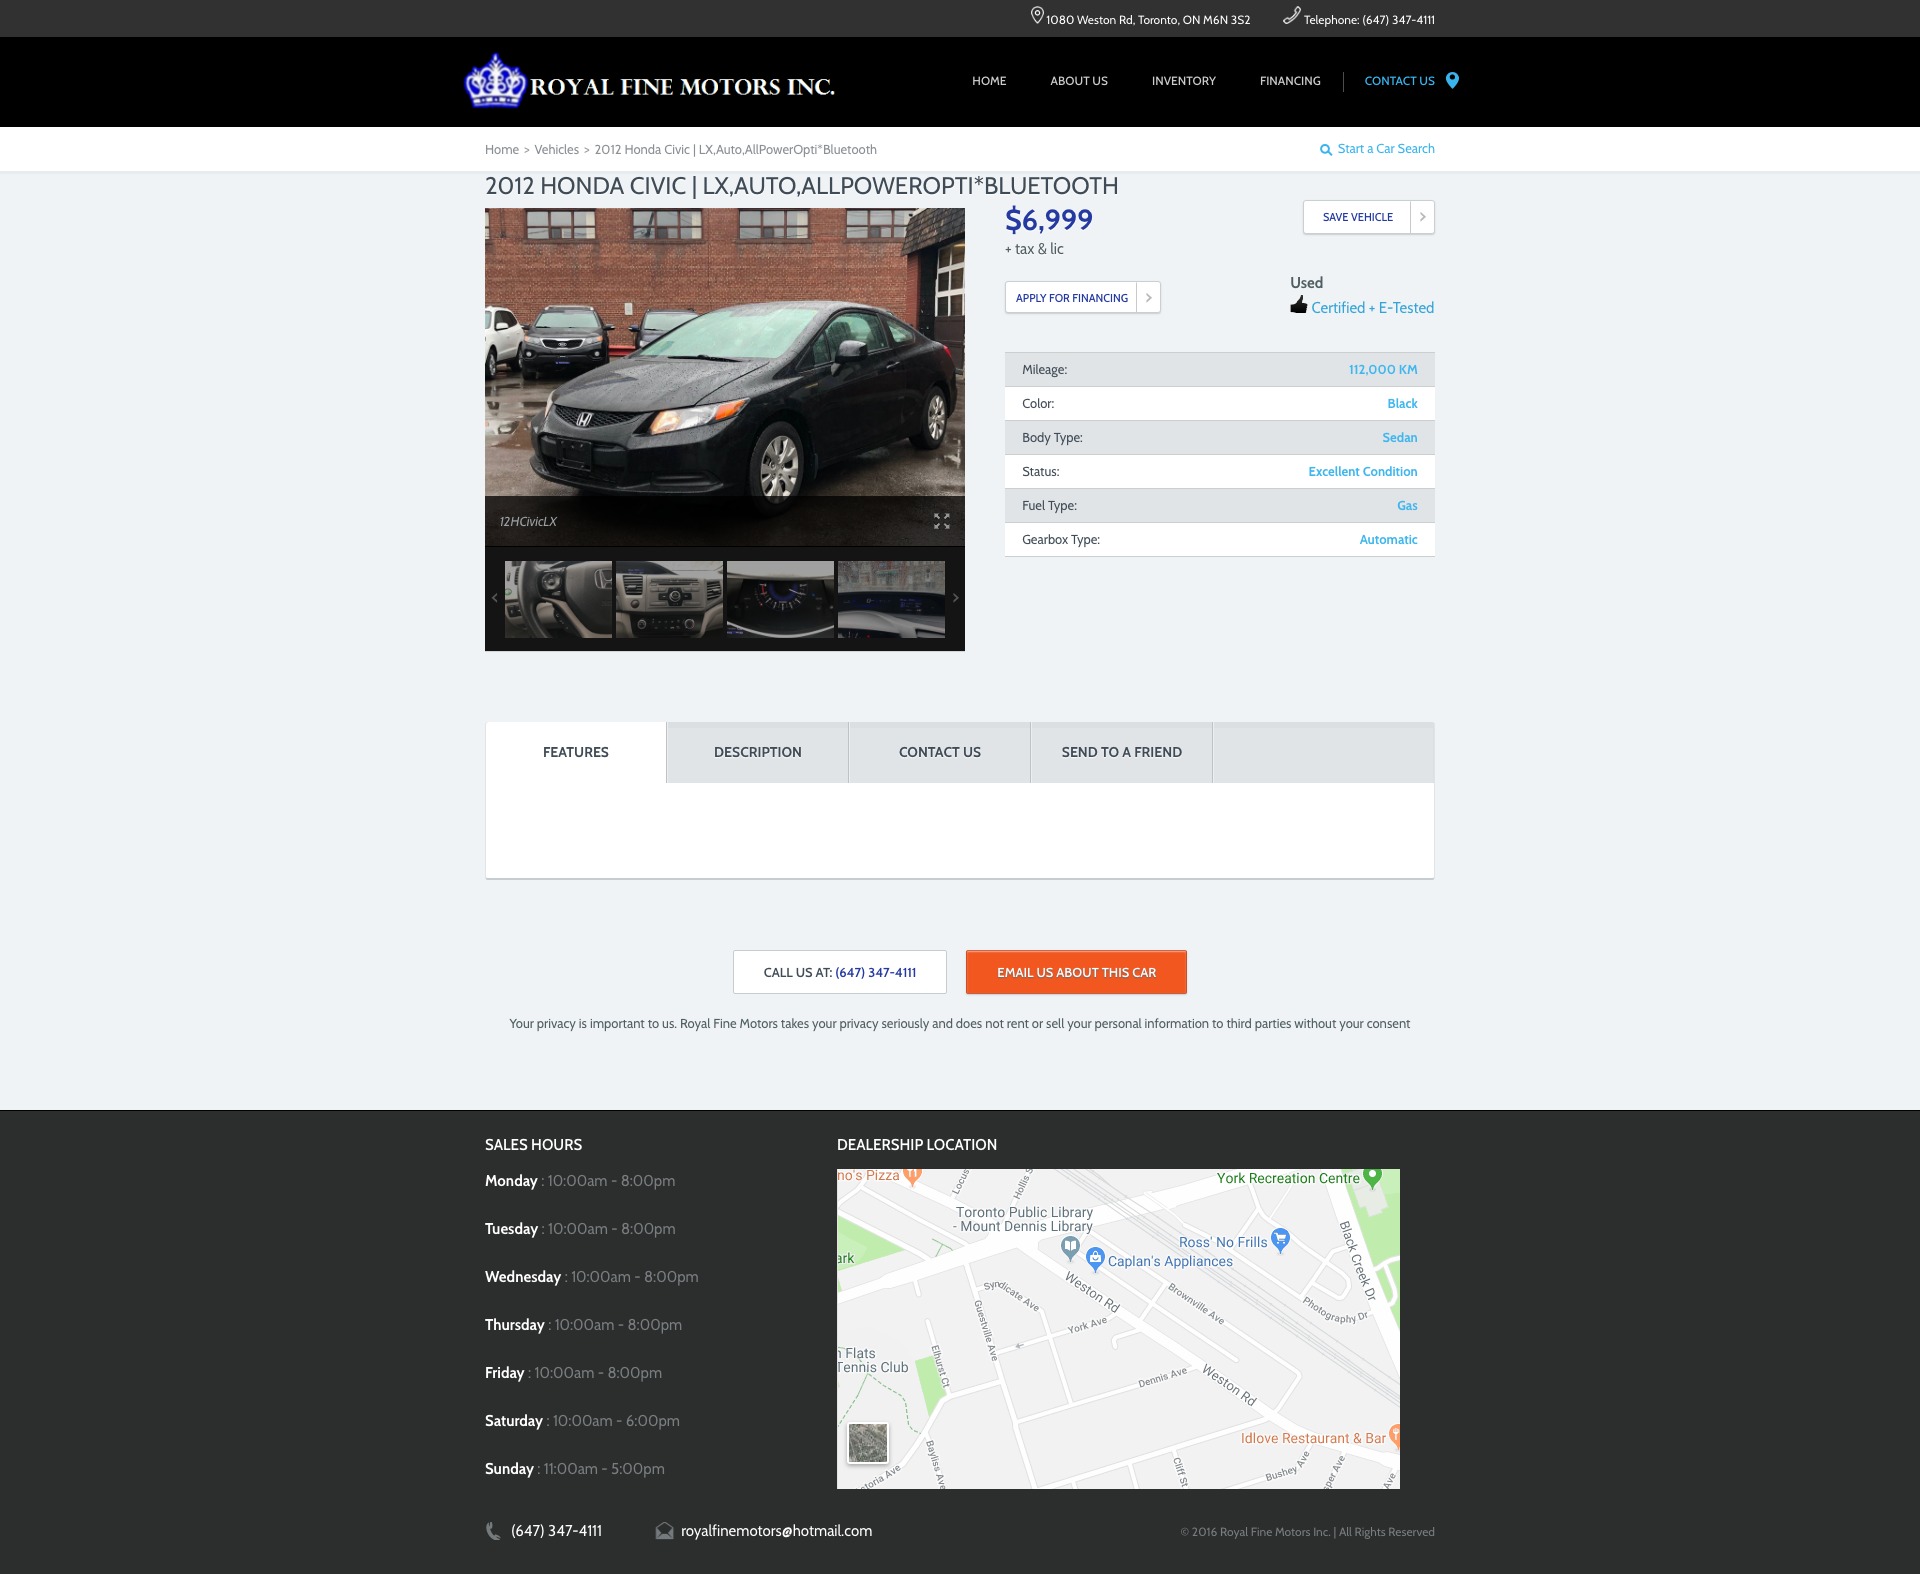 1080 Weston Rd, Toronto, ON M6N 3S2
Telephone: (647) 347-4111
ROYAL FINE MOTORS INC.
HOME
ABOUT US
INVENTORY
FINANCING
CONTACT US
Home > Vehicles > 2012 Honda Civic | LX,Auto,AllPowerOpti*Bluetooth
Start a Car Search
2012 HONDA CIVIC | LX,AUTO,ALLPOWEROPTI*BLUETOOTH
$6,999
+ tax & lic
SAVE VEHICLE
APPLY FOR FINANCING
Used
Certified + E-Tested
Mileage: 112,000 KM
Color: Black
Body Type: Sedan
Status: Excellent Condition
Fuel Type: Gas
Gearbox Type: Automatic
12HCivicLX
FEATURES
DESCRIPTION
CONTACT US
SEND TO A FRIEND
CALL US AT: (647) 347-4111
EMAIL US ABOUT THIS CAR
Your privacy is important to us. Royal Fine Motors takes your privacy seriously and does not rent or sell your personal information to third parties without your consent
SALES HOURS
Monday : 10:00am - 8:00pm
Tuesday : 10:00am - 8:00pm
Wednesday : 10:00am - 8:00pm
Thursday : 10:00am - 8:00pm
Friday : 10:00am - 8:00pm
Saturday : 10:00am - 6:00pm
Sunday : 11:00am - 5:00pm
DEALERSHIP LOCATION
no's Pizza
Locus
Hollis S
York Recreation Centre
Toronto Public Library
- Mount Dennis Library
Ross' No Frills
Caplan's Appliances
Black Creek Dr
ark
Weston Rd
Syndicate Ave
Brownville Ave
Photography Dr
Guestville Ave
York Ave
n Flats
Tennis Club
Elhurst Ct
Dennis Ave
Weston Rd
Idlove Restaurant & Bar
Bayliss Ave
Cliff St
Bushey Ave
sper Ave
Ave
storia Ave
(647) 347-4111
royalfinemotors@hotmail.com
© 2016 Royal Fine Motors Inc. | All Rights Reserved